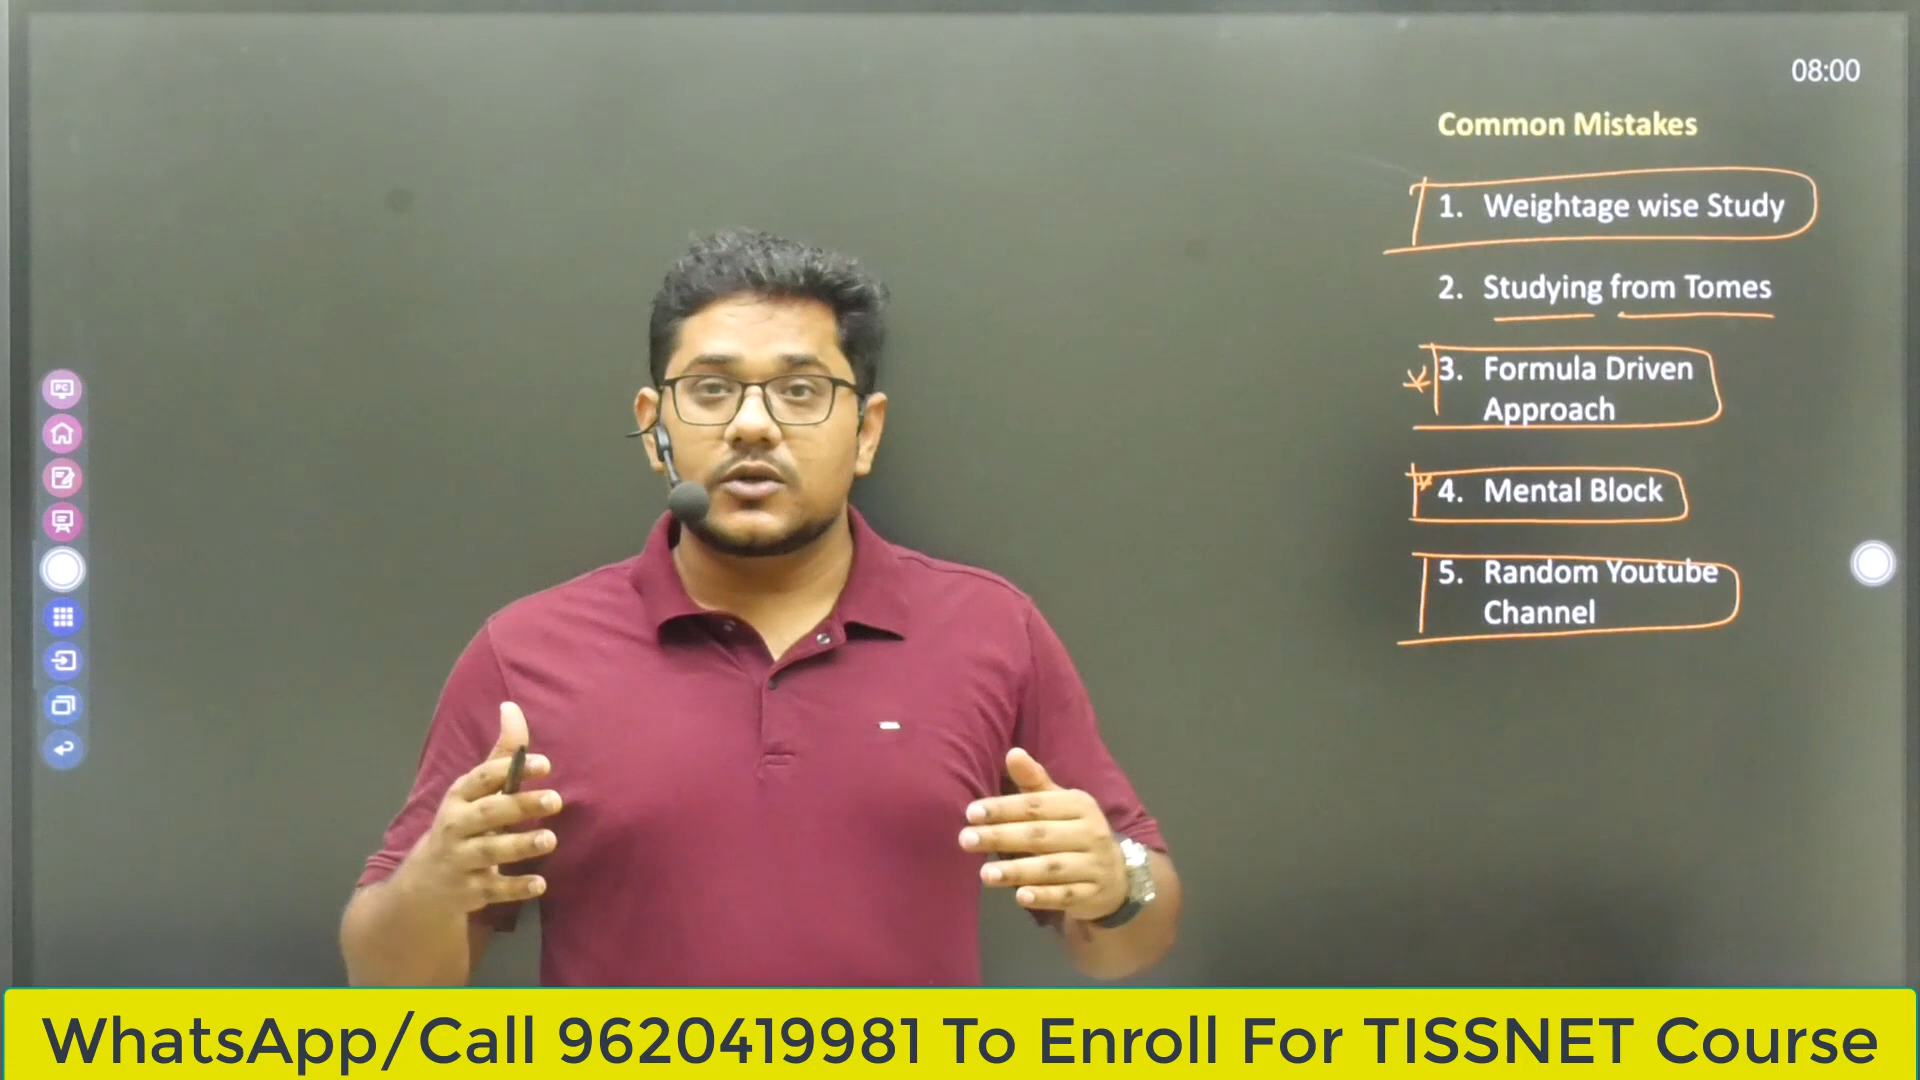 08:00
Common Mistakes
1. Weightage wise Study
2. Studying from Tomes
3. Formula Driven
Approach
4. Mental Block
5. Random Youtube
Channel
PC
WhatsApp/Call 9620419981 To Enroll For TISSNET Course